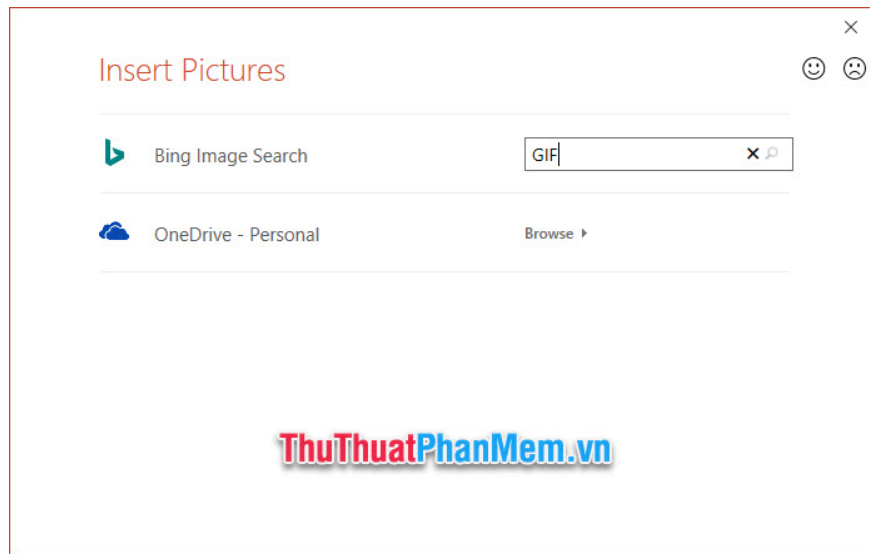 Insert Pictures
Bing Image Search
GIF
OneDrive - Personal
Browse
ThuThuatPhanMem.vn